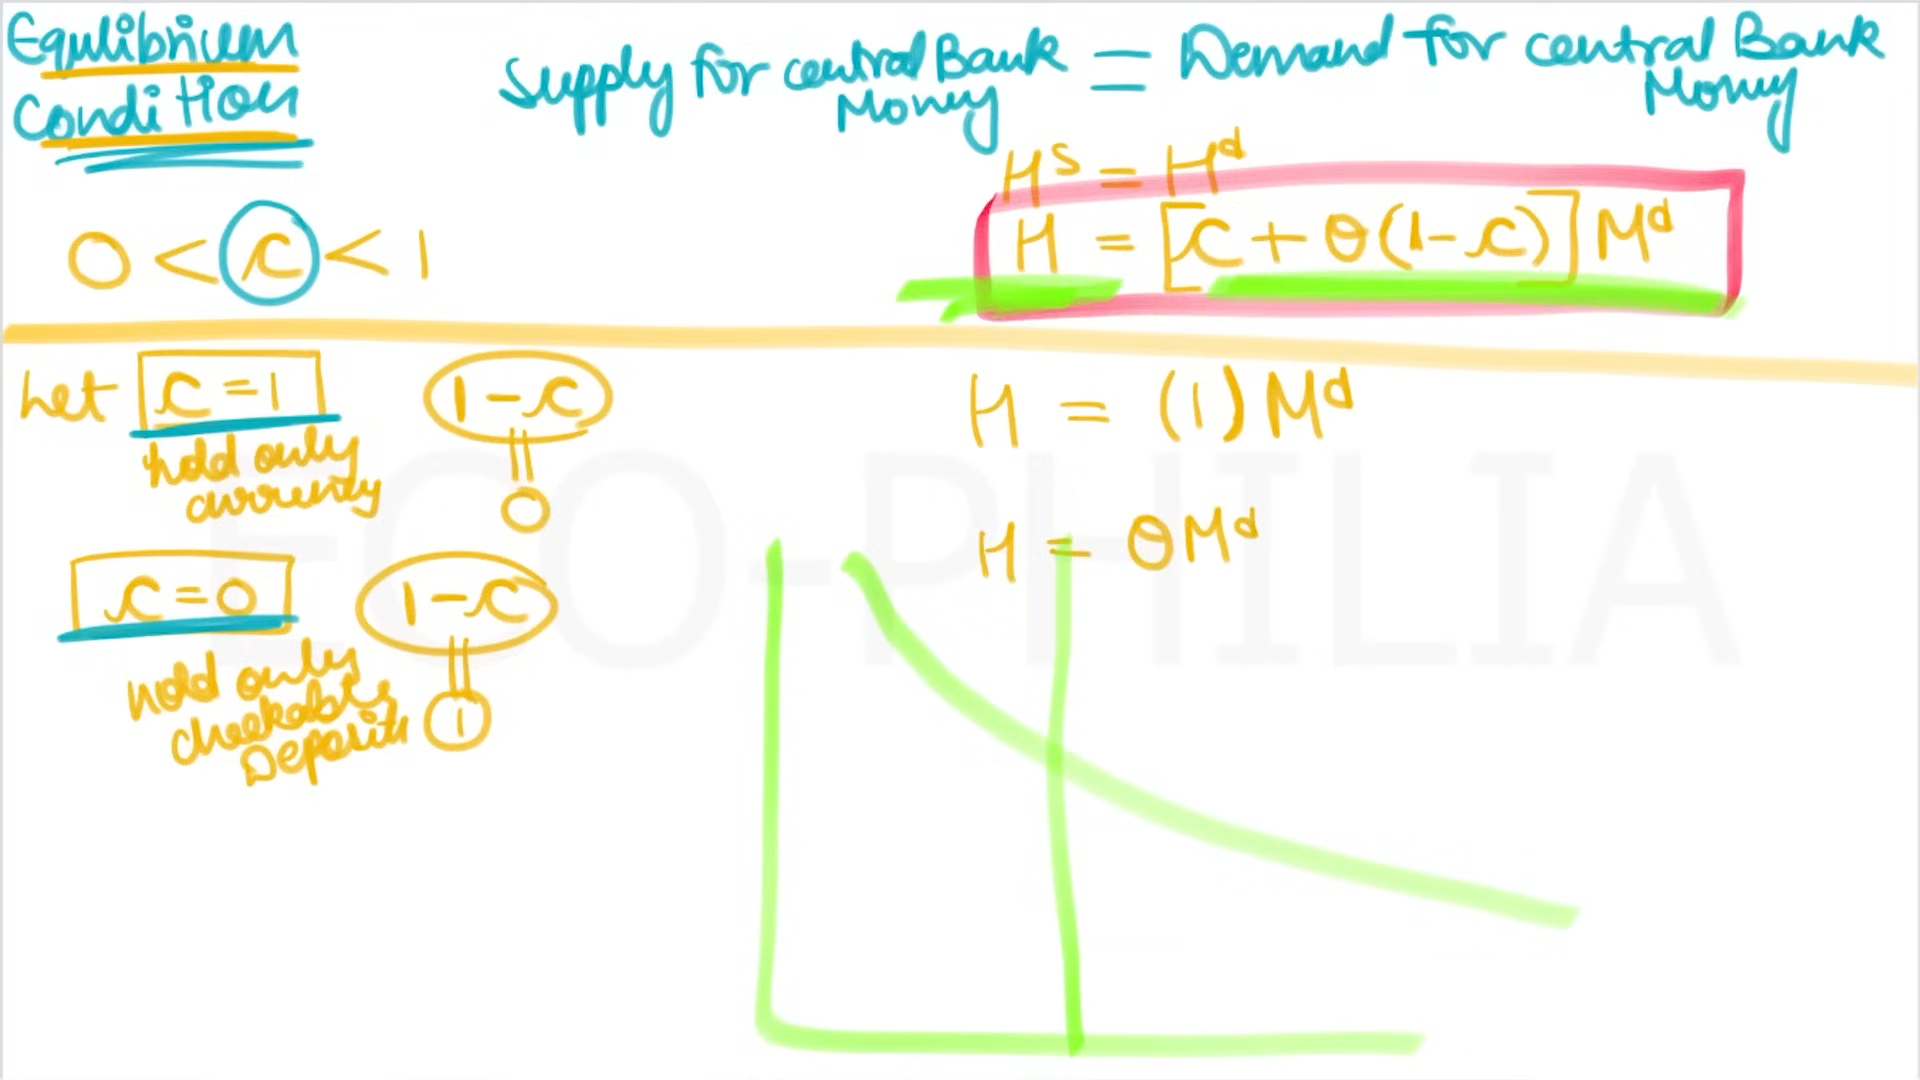 Equlibrium
Condition
Supply for central Bank Money = Demand for central Bank Money
H^s = H^d
0 < c < 1
H = [c + θ(1-c)] M^d
Let c = 1
1 - c
H = (1) M^d
hold only
currency
||
0
H = θM^d
c = 0
1 - c
hold only
checkable
Deposits
||
1
ECO-PHILIA